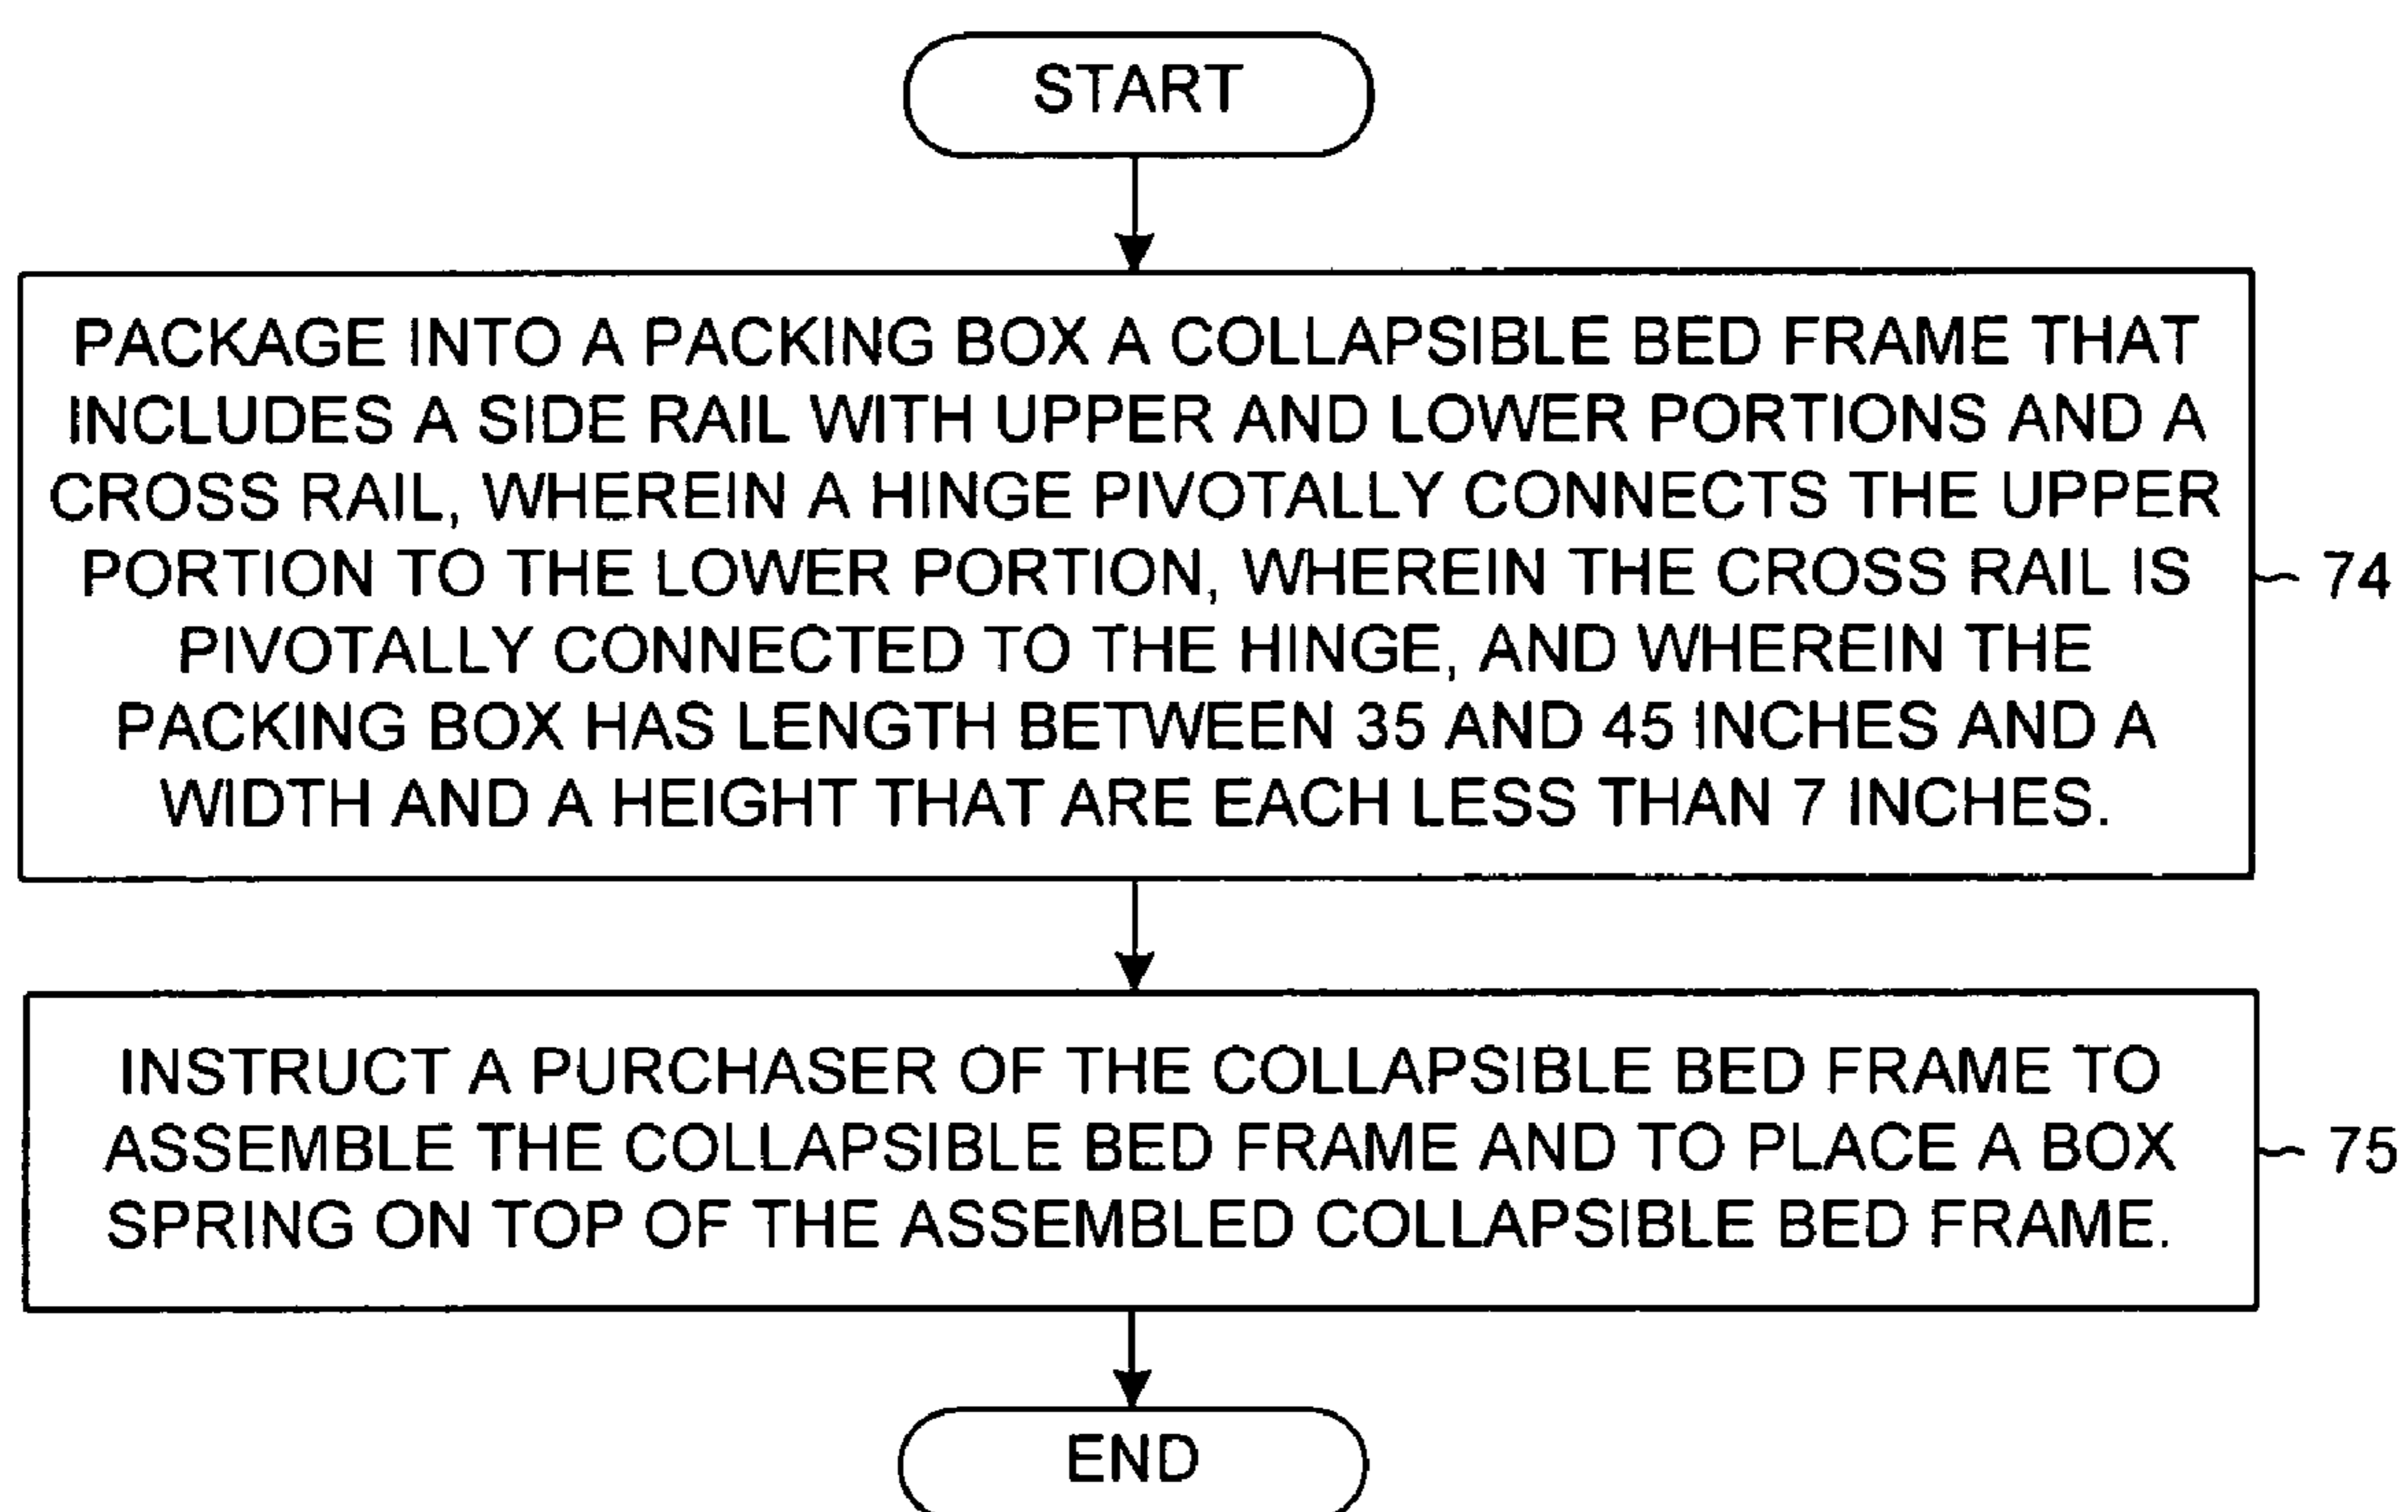 START
PACKAGE INTO A PACKING BOX A COLLAPSIBLE BED FRAME THAT
INCLUDES A SIDE RAIL WITH UPPER AND LOWER PORTIONS AND A
CROSS RAIL, WHEREIN A HINGE PIVOTALLY CONNECTS THE UPPER
PORTION TO THE LOWER PORTION, WHEREIN THE CROSS RAIL IS
PIVOTALLY CONNECTED TO THE HINGE, AND WHEREIN THE
PACKING BOX HAS LENGTH BETWEEN 35 AND 45 INCHES AND A
WIDTH AND A HEIGHT THAT ARE EACH LESS THAN 7 INCHES.
74
INSTRUCT A PURCHASER OF THE COLLAPSIBLE BED FRAME TO
ASSEMBLE THE COLLAPSIBLE BED FRAME AND TO PLACE A BOX
SPRING ON TOP OF THE ASSEMBLED COLLAPSIBLE BED FRAME.
75
END